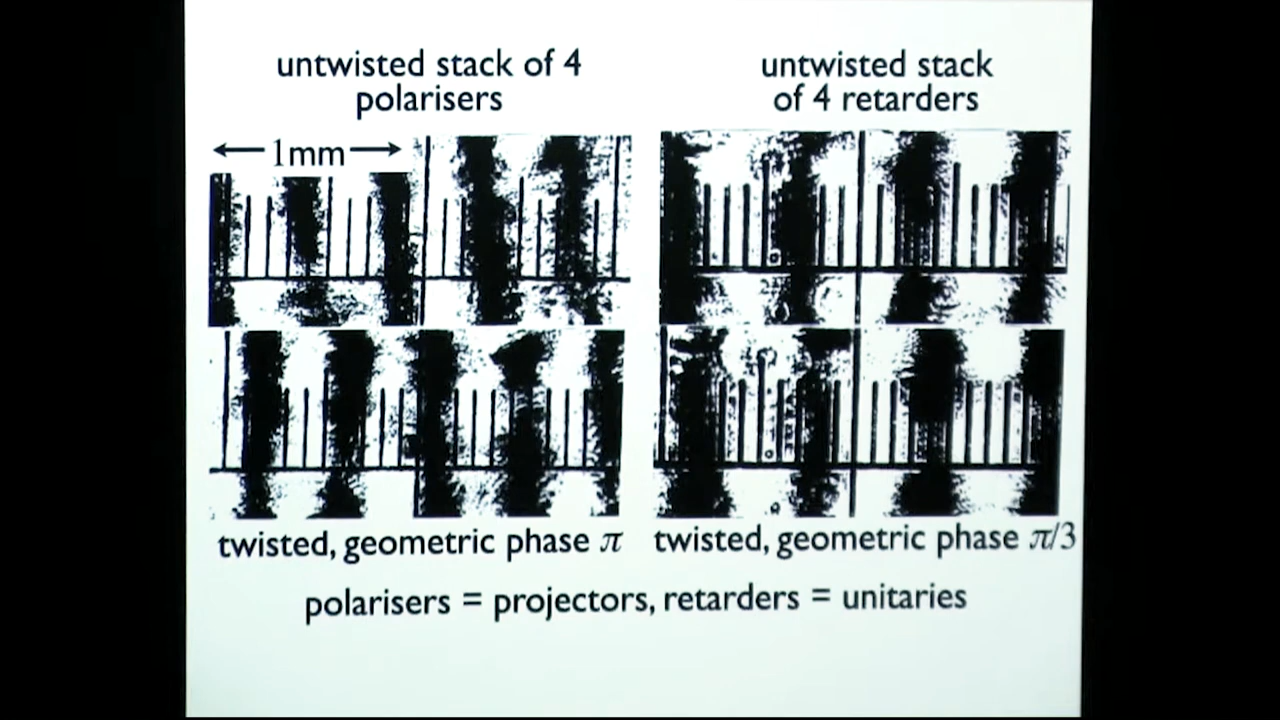 untwisted stack of 4
polarisers
untwisted stack
of 4 retarders
1mm
twisted, geometric phase π
twisted, geometric phase π/3
polarisers = projectors, retarders = unitaries